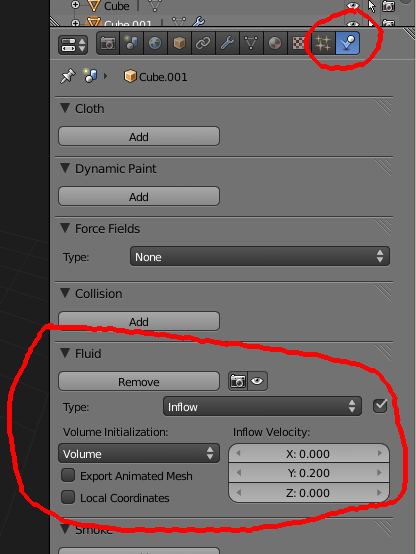 Cube
Cube.001
Cube.001
Cloth
Add
Dynamic Paint
Add
Force Fields
Type: None
Collision
Add
Fluid
Remove
Type: Inflow
Volume Initialization: Inflow Velocity:
Volume X: 0.000
Export Animated Mesh Y: 0.200
Local Coordinates Z: 0.000
Smoke